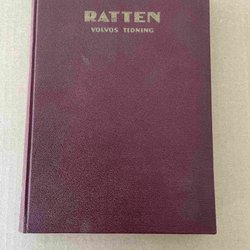 RATTEN
VOLVOS TIDNING